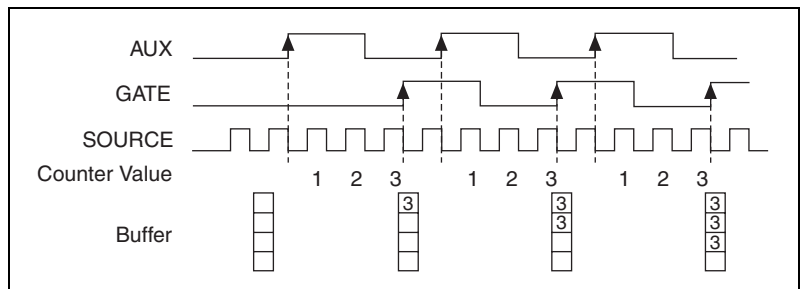 AUX
GATE
SOURCE
Counter Value 1 2 3 1 2 3 1 2 3
Buffer
3 3 3
3 3
3